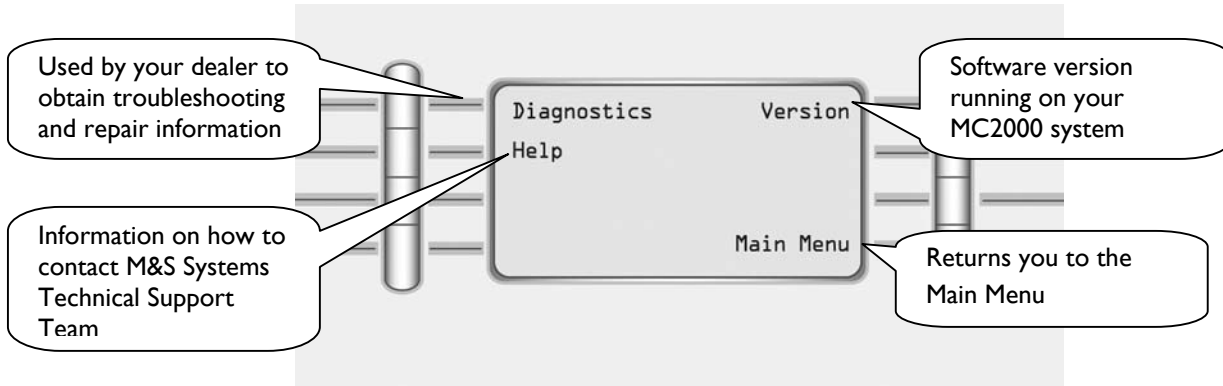 Used by your dealer to
obtain troubleshooting
and repair information
Software version
running on your
MC2000 system
Diagnostics Version
Help
Main Menu
Information on how to
contact M&S Systems
Technical Support
Team
Returns you to the
Main Menu